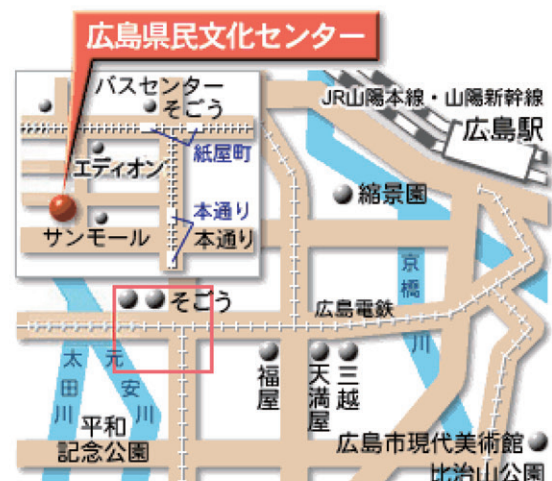 広島県民文化センター
バスセンター
そごう
紙屋町
エディオン
本通り
本通り
サンモール
JR山陽本線・山陽新幹線
広島駅
縮景園
京橋川
そごう
広島電鉄
太田川
元安川
福屋
天満屋
三越
平和
記念公園
広島市現代美術館
比治山公園